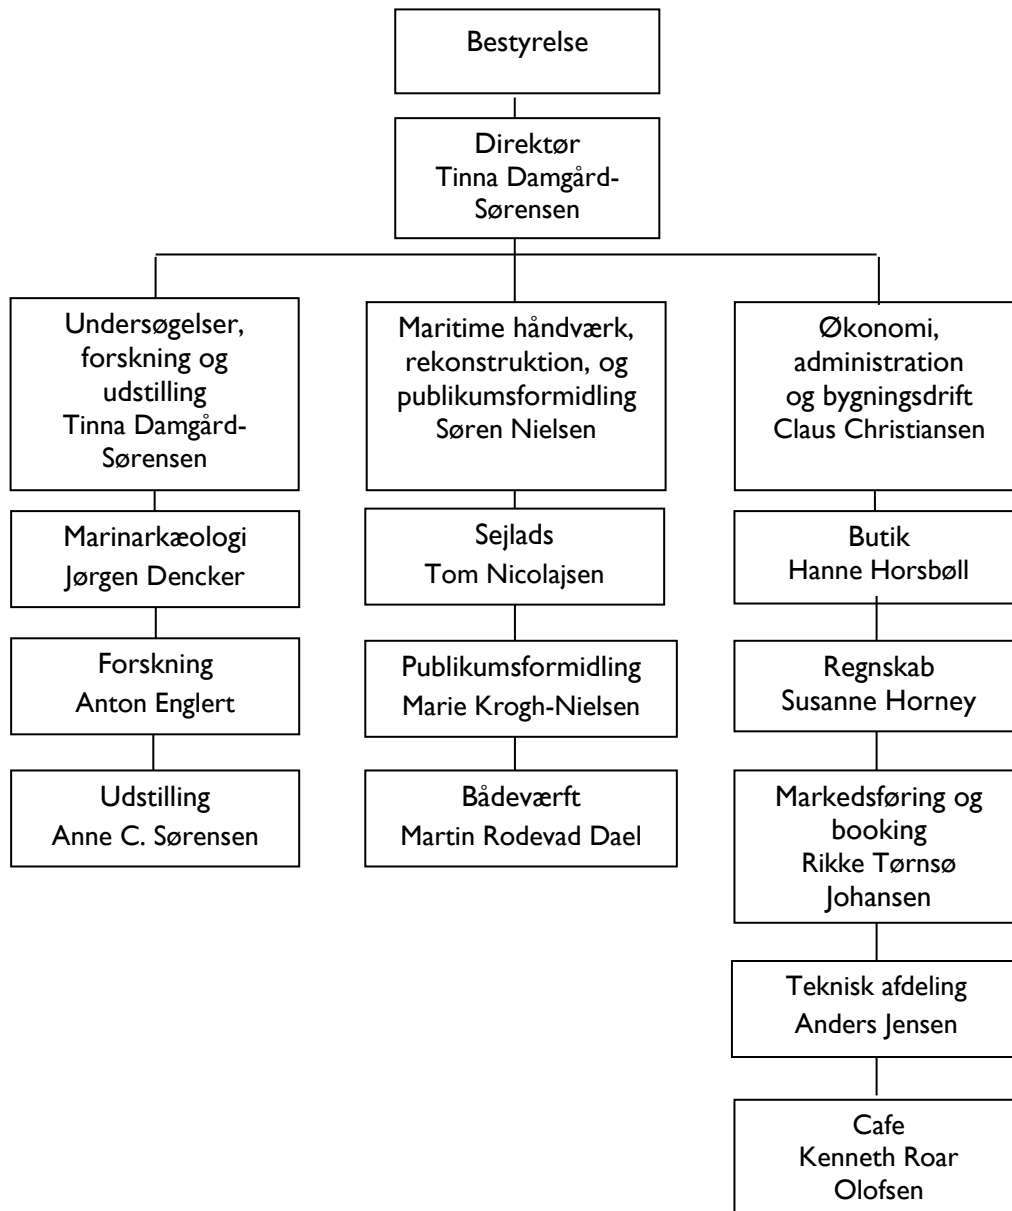 Bestyrelse
Direktør
Tinna Damgård-
Sørensen
Undersøgelser,
forskning og
udstilling
Tinna Damgård-
Sørensen
Marinarkæologi
Jørgen Dencker
Forskning
Anton Englert
Udstilling
Anne C. Sørensen
Maritime håndværk,
rekonstruktion, og
publikumsformidling
Søren Nielsen
Sejlads
Tom Nicolajsen
Publikumsformidling
Marie Krogh-Nielsen
Bådeværft
Martin Rodevad Dael
Økonomi,
administration
og bygningsdrift
Claus Christiansen
Butik
Hanne Horsbøll
Regnskab
Susanne Horney
Markedsføring og
booking
Rikke Tørnsø
Johansen
Teknisk afdeling
Anders Jensen
Cafe
Kenneth Roar
Olofsen